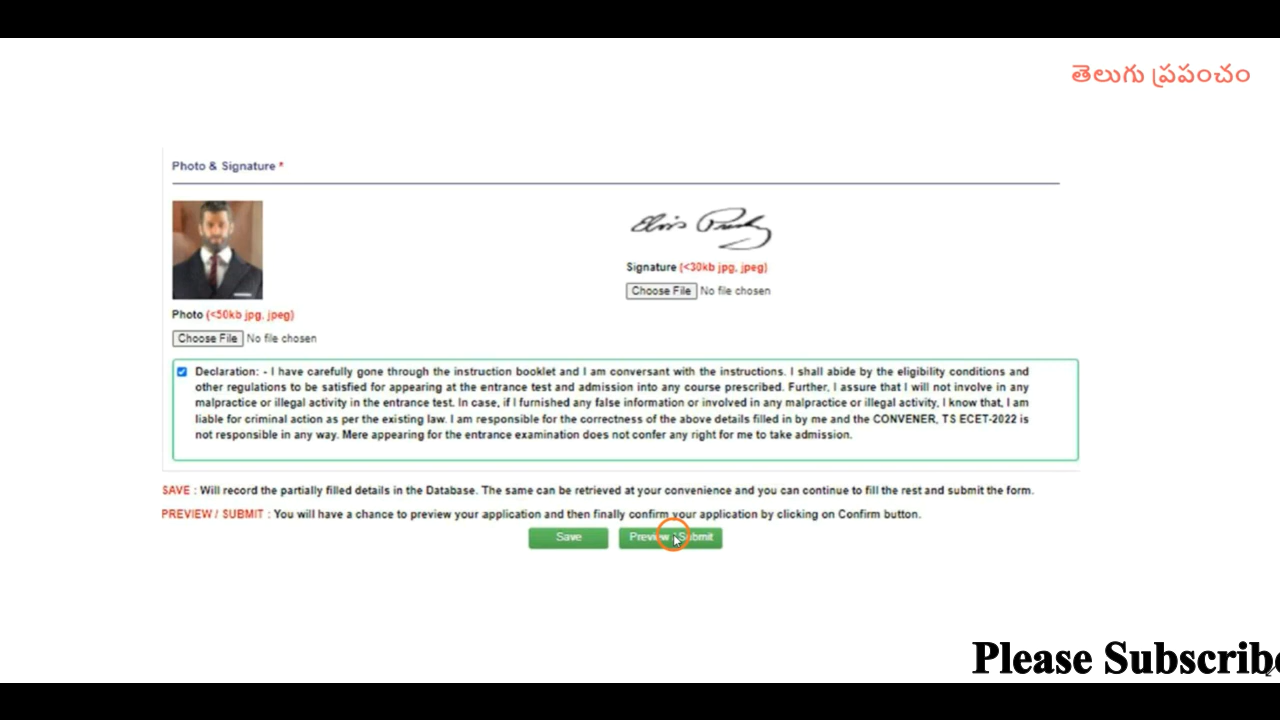 తెలుగు ప్రపంచం
Photo & Signature *
Elvis Presley
Signature (<30kb jpg, jpeg)
Choose File No file chosen
Photo (<50kb jpg, jpeg)
Choose File No file chosen
Declaration: - I have carefully gone through the instruction booklet and I am conversant with the instructions. I shall abide by the eligibility conditions and
other regulations to be satisfied for appearing at the entrance test and admission into any course prescribed. Further, I assure that I will not involve in any
malpractice or illegal activity in the entrance test. In case, if I furnished any false information or involved in any malpractice or illegal activity, I know that, I am
liable for criminal action as per the existing law. I am responsible for the correctness of the above details filled in by me and the CONVENER, TS ECET-2022 is
not responsible in any way. Mere appearing for the entrance examination does not confer any right for me to take admission.
SAVE : Will record the partially filled details in the Database. The same can be retrieved at your convenience and you can continue to fill the rest and submit the form.
PREVIEW / SUBMIT : You will have a chance to preview your application and then finally confirm your application by clicking on Confirm button.
Save
Preview / Submit
Please Subscribe